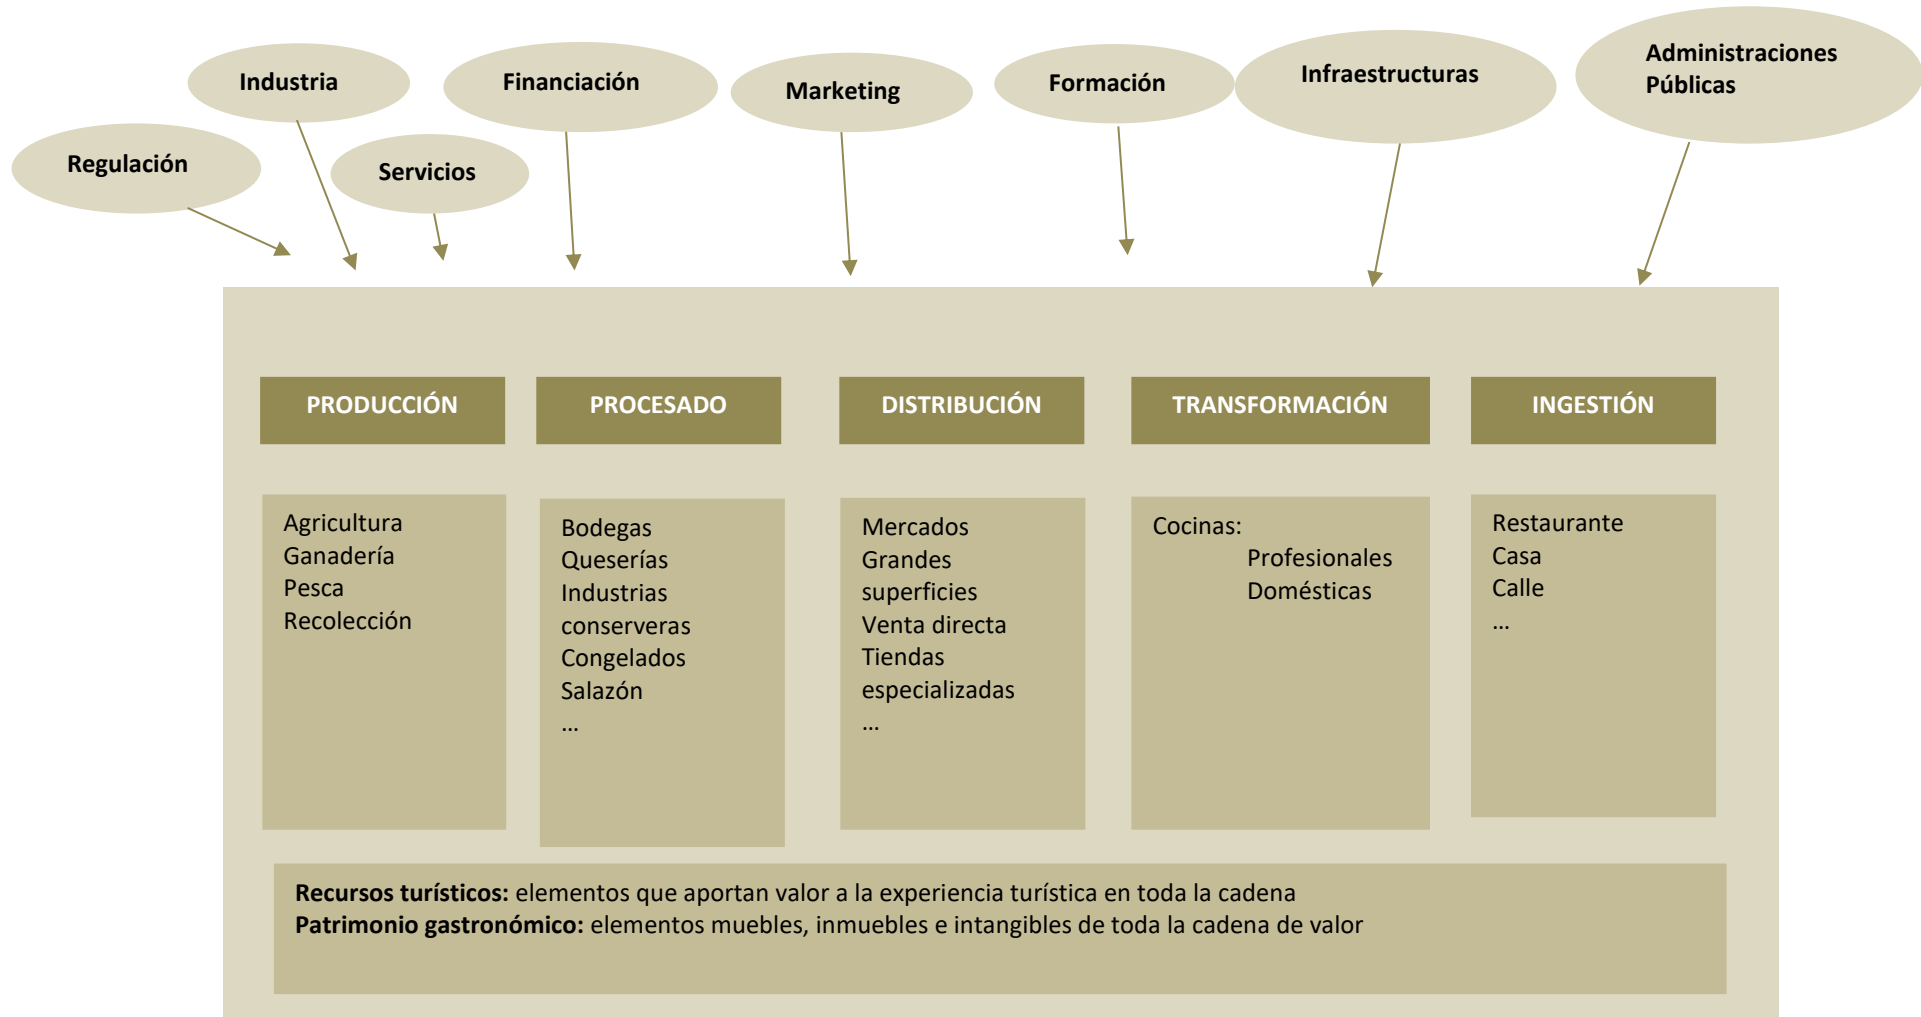 Industria
Financiación
Marketing
Formación
Infraestructuras
Administraciones
Públicas
Regulación
Servicios
PRODUCCIÓN
PROCESADO
DISTRIBUCIÓN
TRANSFORMACIÓN
INGESTIÓN
Agricultura
Ganadería
Pesca
Recolección
Bodegas
Queserías
Industrias
conserveras
Congelados
Salazón
...
Mercados
Grandes
superficies
Venta directa
Tiendas
especializadas
...
Cocinas:
Profesionales
Domésticas
Restaurante
Casa
Calle
...
Recursos turísticos: elementos que aportan valor a la experiencia turística en toda la cadena
Patrimonio gastronómico: elementos muebles, inmuebles e intangibles de toda la cadena de valor